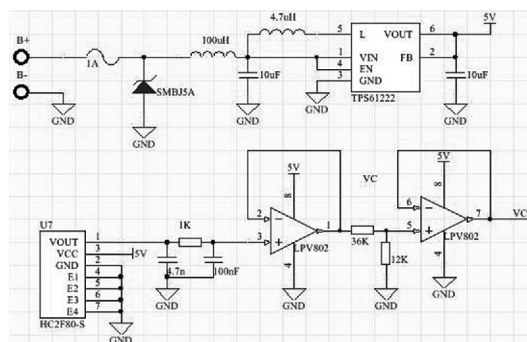 4.7uH
5 L VOUT 6 5V
B+
100uH
1 VIN FB 2
4 EN
3 GND
1A
B-
10uF
10uF
SMBJ5A
TPS61222
GND
GND
GND
GND
GND
5V
VC
5V
8
8
6
7
VC
U7
2
1
5
1K
3
36K
LPV802
VOUT 1
LPV802
VCC 3 5V
GND 2
4.7n
100nF
4
12K
4
E1 4
E2 5
E3 6
E4 7
GND
GND
GND
GND
HC2F80-S
GND